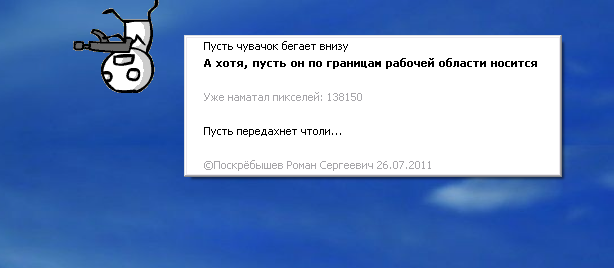 Пусть чувачок бегает внизу
А хотя, пусть он по границам рабочей области носится
Уже наматал пикселей: 138150
Пусть передахнет чтоли...
©Поскрёбышев Роман Сергеевич 26.07.2011